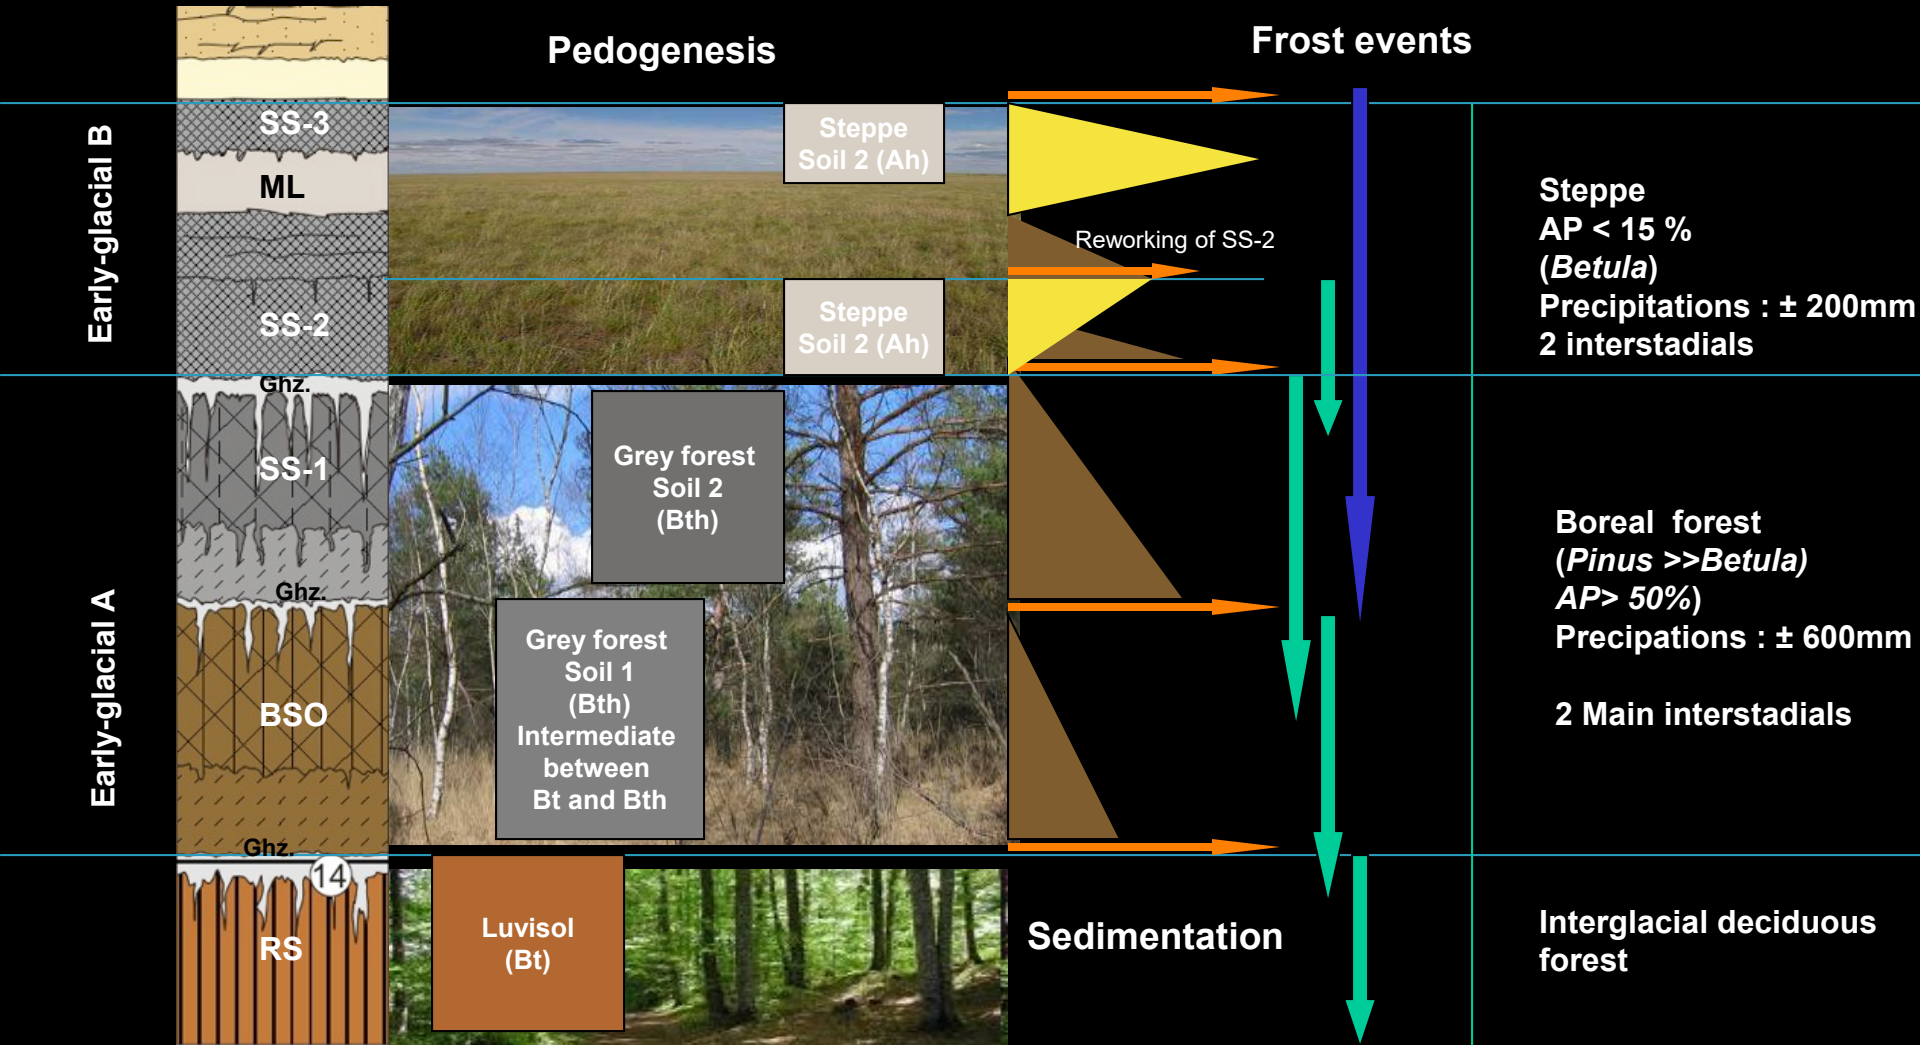 Pedogenesis
Frost events
Early-glacial B
SS-3
ML
SS-2
Steppe
Soil 2 (Ah)
Reworking of SS-2
Steppe
Soil 2 (Ah)
Steppe
AP < 15 %
(Betula)
Precipitations : ± 200mm
2 interstadials
Early-glacial A
Ghz.
SS-1
Ghz.
BSO
Ghz.
Grey forest
Soil 2
(Bth)
Grey forest
Soil 1
(Bth)
Intermediate
between
Bt and Bth
Boreal forest
(Pinus >>Betula)
AP> 50%)
Precipations : ± 600mm
2 Main interstadials
14
RS
Luvisol
(Bt)
Sedimentation
Interglacial deciduous
forest